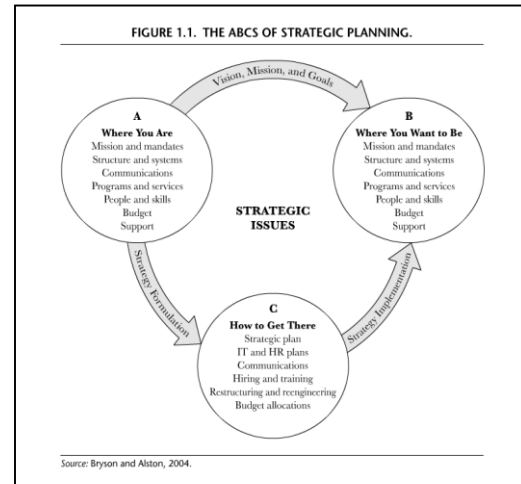 FIGURE 1.1. THE ABCS OF STRATEGIC PLANNING.
Vision, Mission, and Goals
A
Where You Are
Mission and mandates
Structure and systems
Communications
Programs and services
People and skills
Budget
Support
B
Where You Want to Be
Mission and mandates
Structure and systems
Communications
Programs and services
People and skills
Budget
Support
STRATEGIC
ISSUES
Strategy Formulation
Strategy Implementation
C
How to Get There
Strategic plan
IT and HR plans
Communications
Hiring and training
Restructuring and reengineering
Budget allocations
Source: Bryson and Alston, 2004.